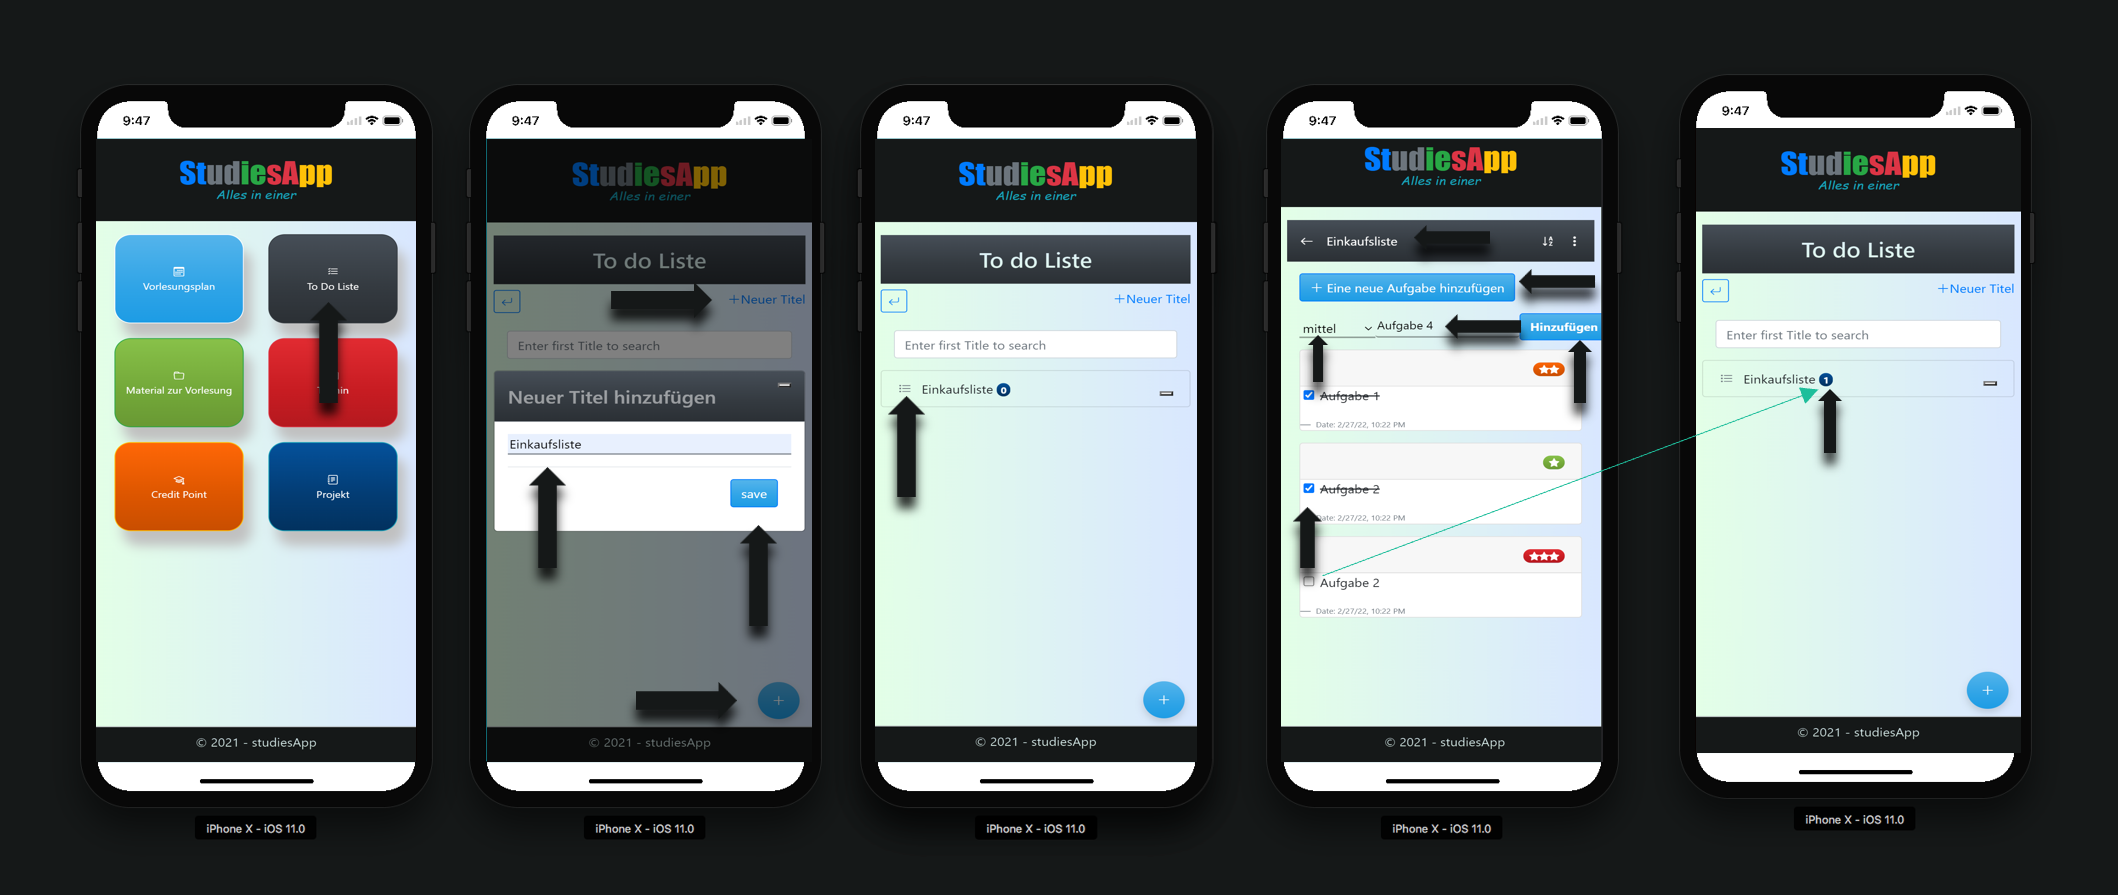 9:47
StudiesApp
Alles in einer
Vorlesungsplan
To Do Liste
Material zur Vorlesung
Credit Point
Projekt
© 2021 - studiesApp
iPhone X - iOS 11.0
9:47
StudiesApp
Alles in einer
To do Liste
+Neuer Titel
Enter first Title to search
Neuer Titel hinzufügen
Einkaufsliste
save
+
© 2021 - studiesApp
iPhone X - iOS 11.0
9:47
StudiesApp
Alles in einer
To do Liste
+Neuer Titel
Enter first Title to search
Einkaufsliste 0
+
© 2021 - studiesApp
iPhone X - iOS 11.0
9:47
StudiesApp
Alles in einer
Einkaufsliste
+ Eine neue Aufgabe hinzufügen
mittel Aufgabe 4 Hinzufügen
Aufgabe 1
— Date: 2/27/22, 10:22 PM
Aufgabe 2
Date: 2/27/22, 10:22 PM
Aufgabe 2
— Date: 2/27/22, 10:22 PM
© 2021 - studiesApp
iPhone X - iOS 11.0
9:47
StudiesApp
Alles in einer
To do Liste
+Neuer Titel
Enter first Title to search
Einkaufsliste 1
+
© 2021 - studiesApp
iPhone X - iOS 11.0